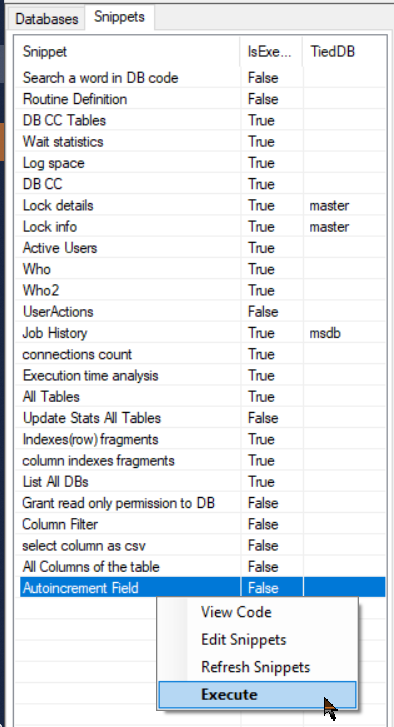 Databases Snippets
Snippet IsExe... TiedDB
Search a word in DB code False
Routine Definition False
DB CC Tables True
Wait statistics True
Log space True
DB CC True
Lock details True master
Lock info True master
Active Users True
Who True
Who2 True
UserActions False
Job History True msdb
connections count True
Execution time analysis True
All Tables True
Update Stats All Tables False
Indexes(row) fragments True
column indexes fragments True
List All DBs True
Grant read only permission to DB False
Column Filter False
select column as csv False
All Columns of the table False
Autoincrement Field False
View Code
Edit Snippets
Refresh Snippets
Execute